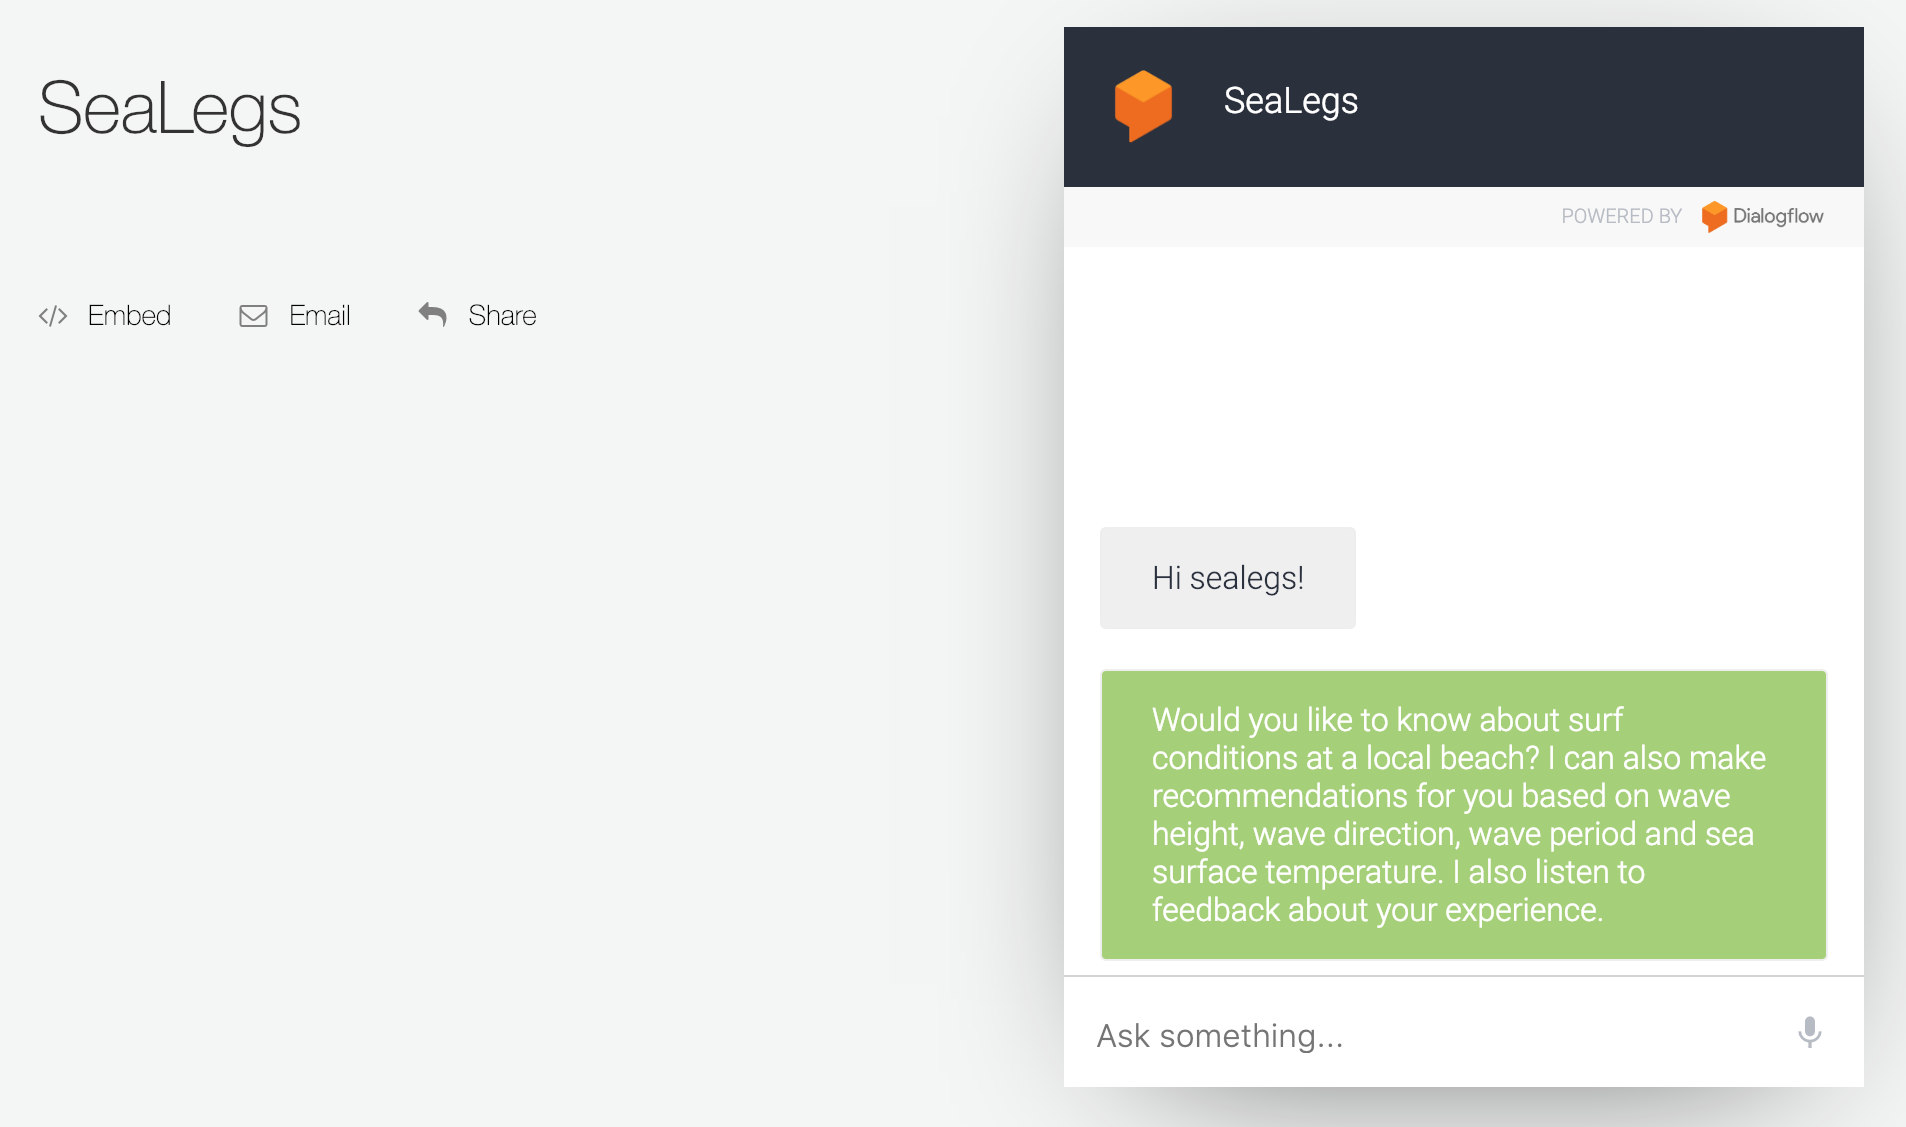 SeaLegs
Embed
Email
Share
SeaLegs
POWERED BY Dialogflow
Hi sealegs!
Would you like to know about surf
conditions at a local beach? I can also make
recommendations for you based on wave
height, wave direction, wave period and sea
surface temperature. I also listen to
feedback about your experience.
Ask something...